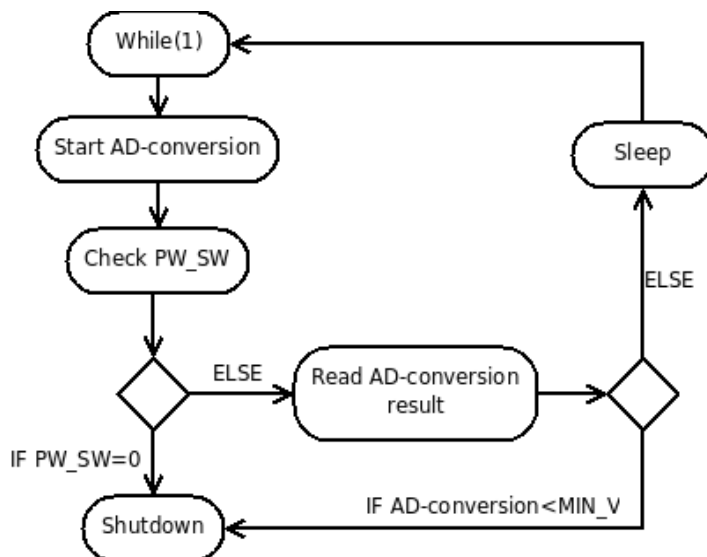 While(1)
Start AD-conversion
Sleep
Check PW_SW
ELSE
ELSE
Read AD-conversion
result
IF PW_SW=0
IF AD-conversion<MIN_V
Shutdown